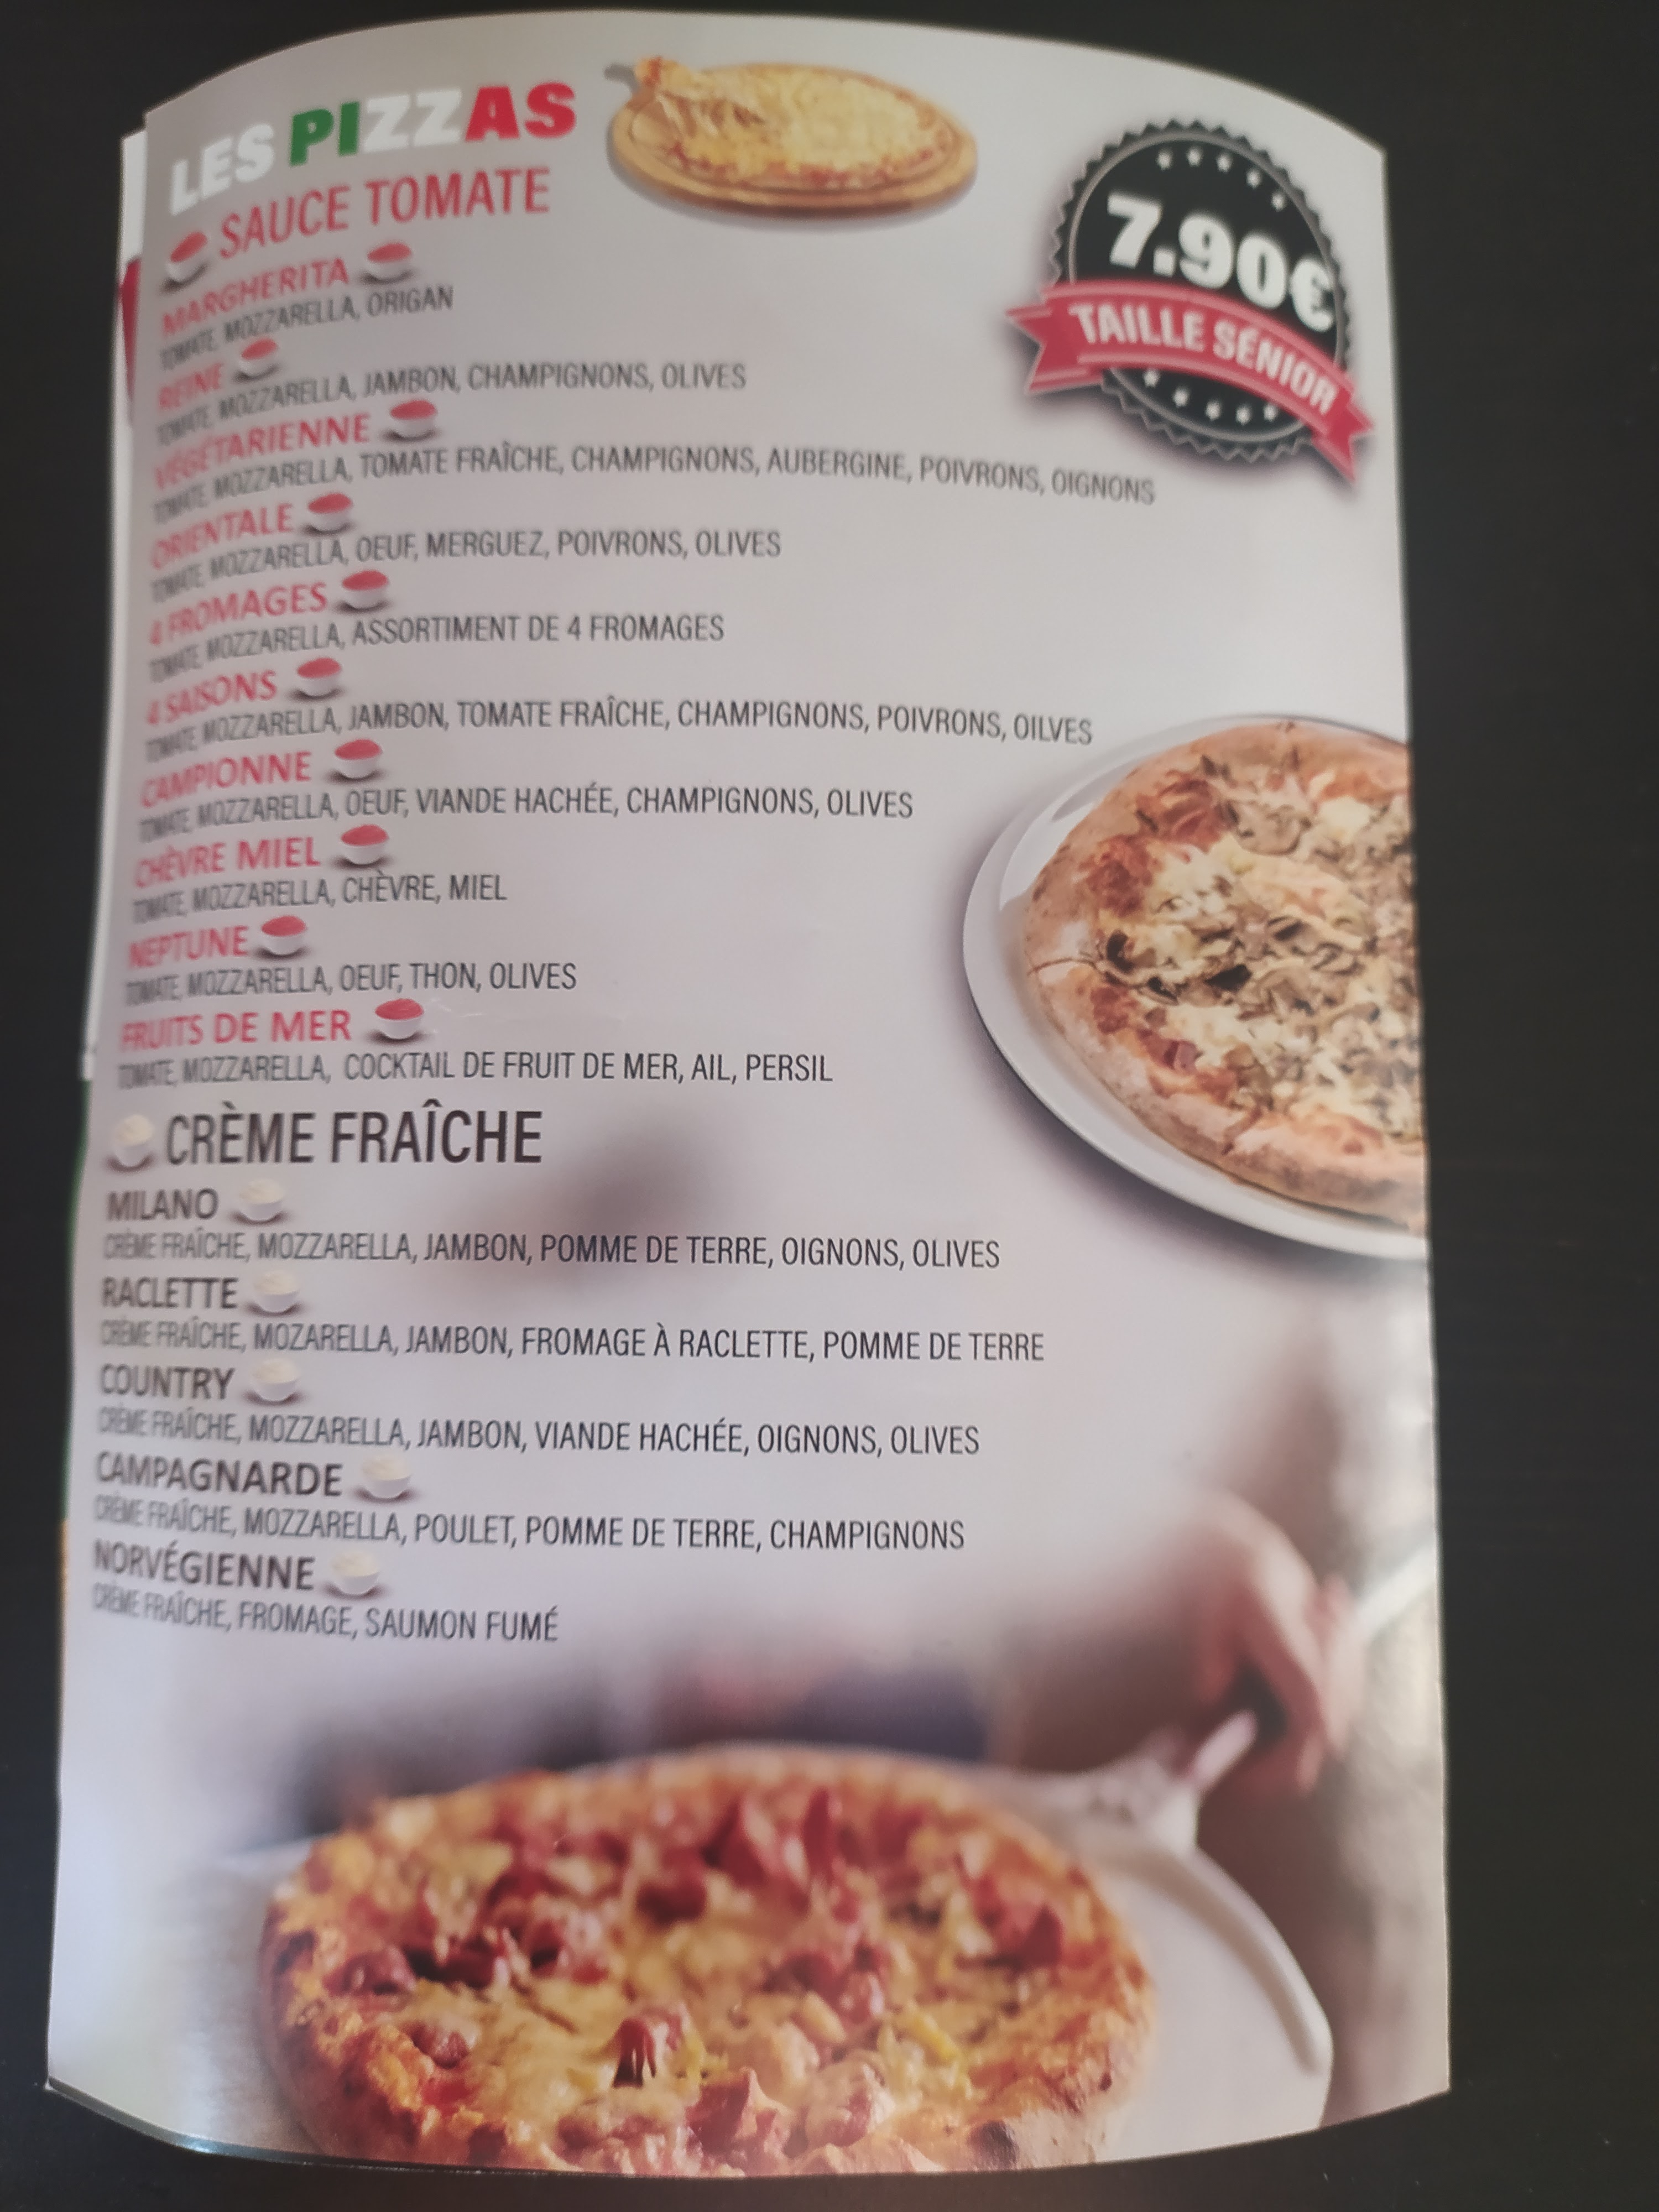 LES PIZZAS
SAUCE TOMATE
7.90€
TAILLE SÉNIOR
MARGHERITA
TOMATE, MOZZARELLA, ORIGAN
REINE
TOMATE, MOZZARELLA, JAMBON, CHAMPIGNONS, OLIVES
VÉGÉTARIENNE
TOMATE, MOZZARELLA, TOMATE FRAÎCHE, CHAMPIGNONS, AUBERGINE, POIVRONS, OIGNONS
ORIENTALE
TOMATE, MOZZARELLA, OEUF, MERGUEZ, POIVRONS, OLIVES
4 FROMAGES
TOMATE, MOZZARELLA, ASSORTIMENT DE 4 FROMAGES
4 SAISONS
TOMATE, MOZZARELLA, JAMBON, TOMATE FRAÎCHE, CHAMPIGNONS, POIVRONS, OILVES
CAMPIONNE
TOMATE, MOZZARELLA, OEUF, VIANDE HACHÉE, CHAMPIGNONS, OLIVES
CHÈVRE MIEL
TOMATE, MOZZARELLA, CHÈVRE, MIEL
NEPTUNE
TOMATE, MOZZARELLA, OEUF, THON, OLIVES
FRUITS DE MER
TOMATE, MOZZARELLA, COCKTAIL DE FRUIT DE MER, AIL, PERSIL
CRÈME FRAÎCHE
MILANO
CRÈME FRAÎCHE, MOZZARELLA, JAMBON, POMME DE TERRE, OIGNONS, OLIVES
RACLETTE
CRÈME FRAÎCHE, MOZARELLA, JAMBON, FROMAGE À RACLETTE, POMME DE TERRE
COUNTRY
CRÈME FRAÎCHE, MOZZARELLA, JAMBON, VIANDE HACHÉE, OIGNONS, OLIVES
CAMPAGNARDE
CRÈME FRAÎCHE, MOZZARELLA, POULET, POMME DE TERRE, CHAMPIGNONS
NORVÉGIENNE
CRÈME FRAÎCHE, FROMAGE, SAUMON FUMÉ